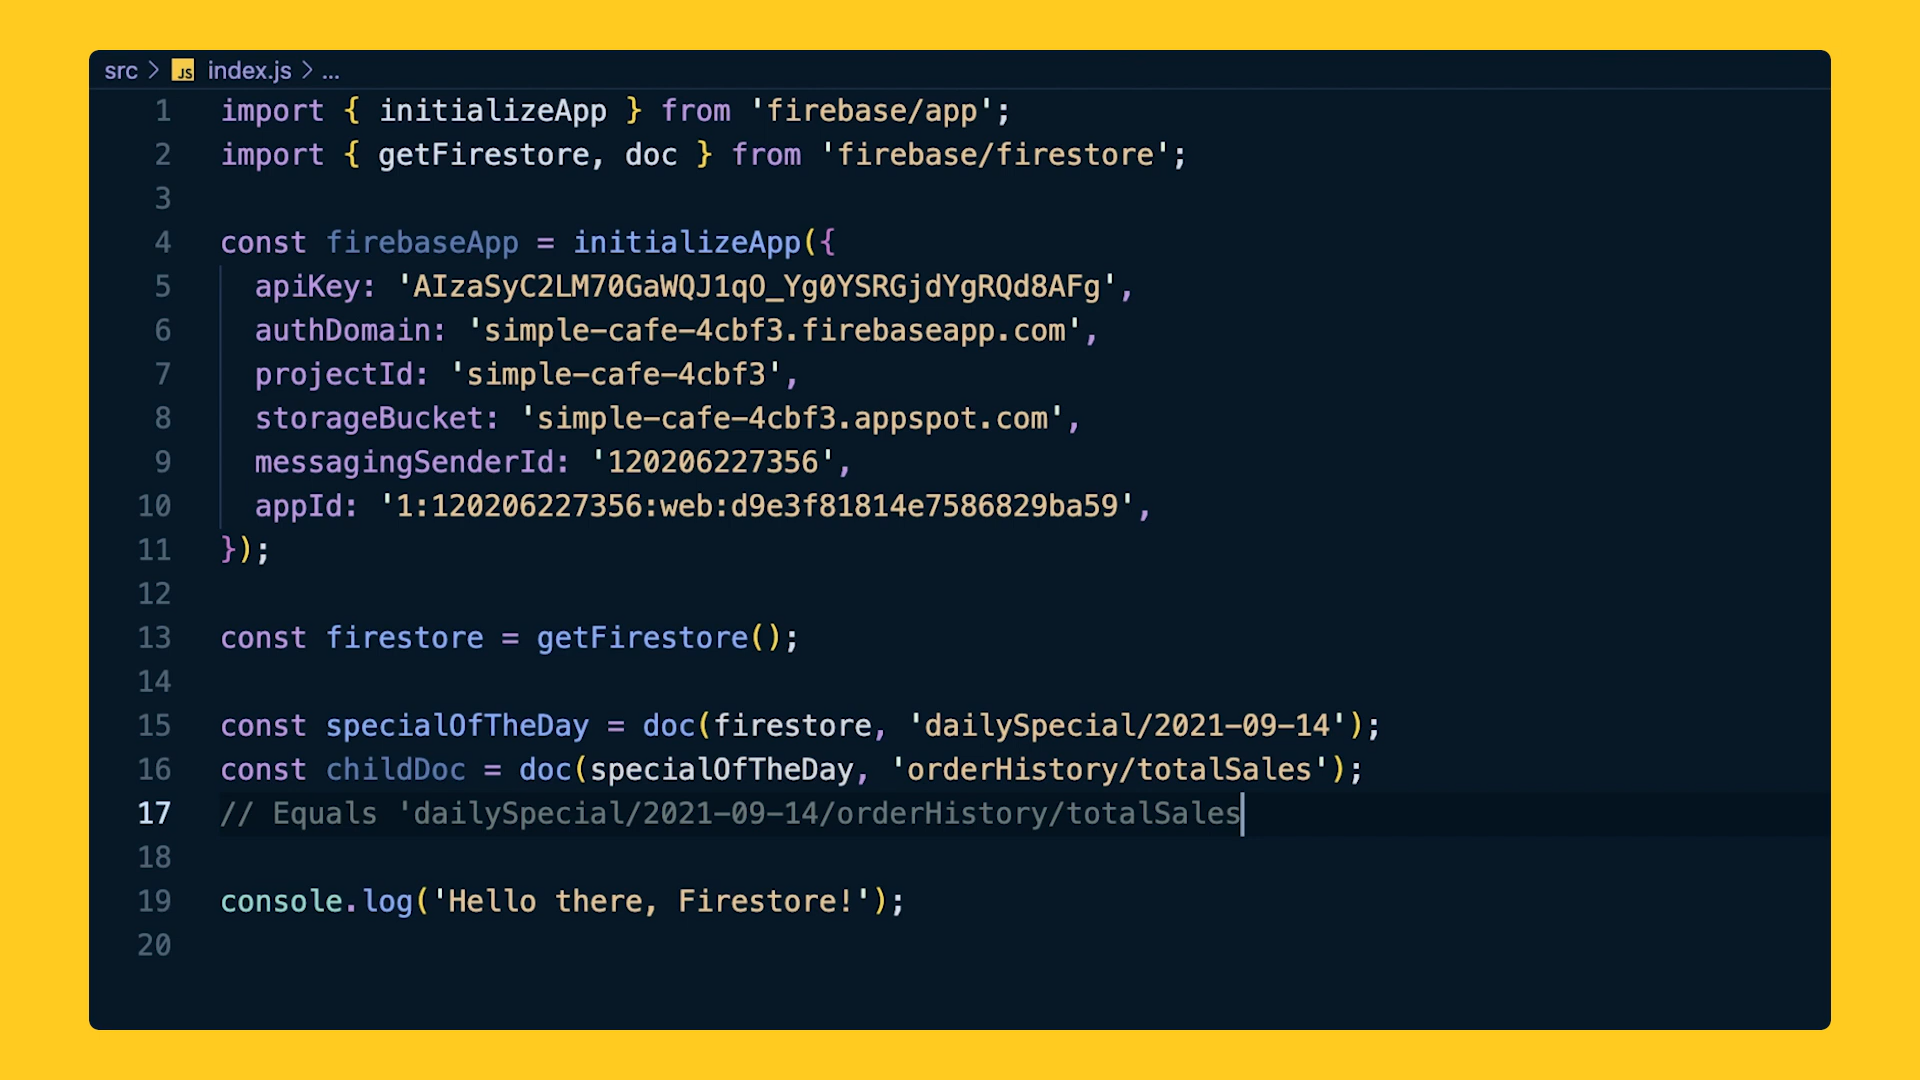 src > JS index.js > ...
1 import { initializeApp } from 'firebase/app';
2 import { getFirestore, doc } from 'firebase/firestore';
3
4 const firebaseApp = initializeApp({
5 apiKey: 'AIzaSyC2LM70GaWQJ1qO_Yg0YSRGjdYgRQd8AFg',
6 authDomain: 'simple-cafe-4cbf3.firebaseapp.com',
7 projectId: 'simple-cafe-4cbf3',
8 storageBucket: 'simple-cafe-4cbf3.appspot.com',
9 messagingSenderId: '120206227356',
10 appId: '1:120206227356:web:d9e3f81814e7586829ba59',
11 });
12
13 const firestore = getFirestore();
14
15 const specialOfTheDay = doc(firestore, 'dailySpecial/2021-09-14');
16 const childDoc = doc(specialOfTheDay, 'orderHistory/totalSales');
17 // Equals 'dailySpecial/2021-09-14/orderHistory/totalSales
18
19 console.log('Hello there, Firestore!');
20